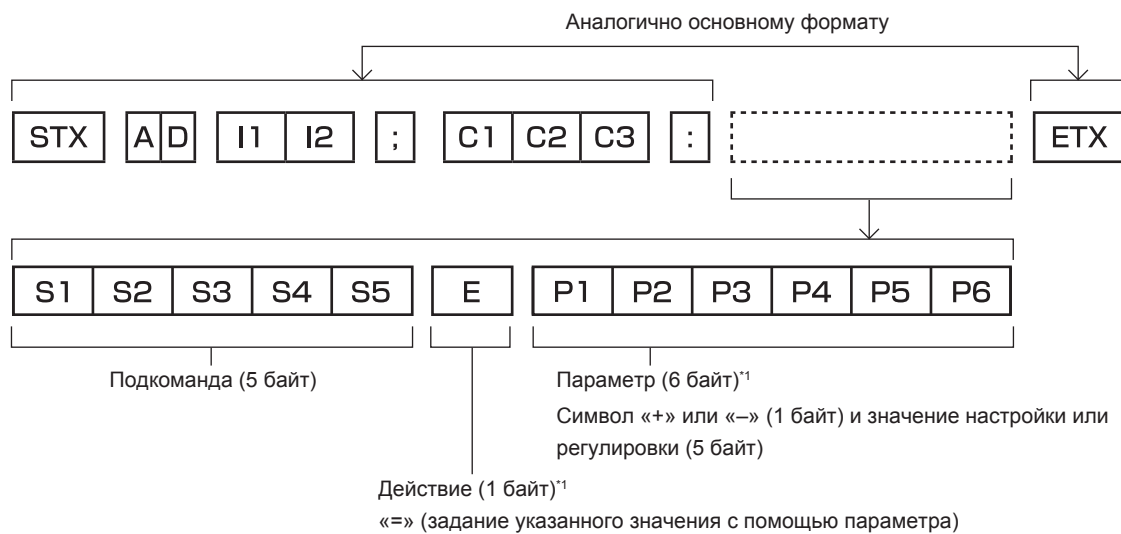 Аналогично основному формату
STX A D I1 I2 ; C1 C2 C3 : ETX
S1 S2 S3 S4 S5 E P1 P2 P3 P4 P5 P6
Подкоманда (5 байт)
Параметр (6 байт)*1
Символ «+» или «–» (1 байт) и значение настройки или
регулировки (5 байт)
Действие (1 байт)*1
«=» (задание указанного значения с помощью параметра)